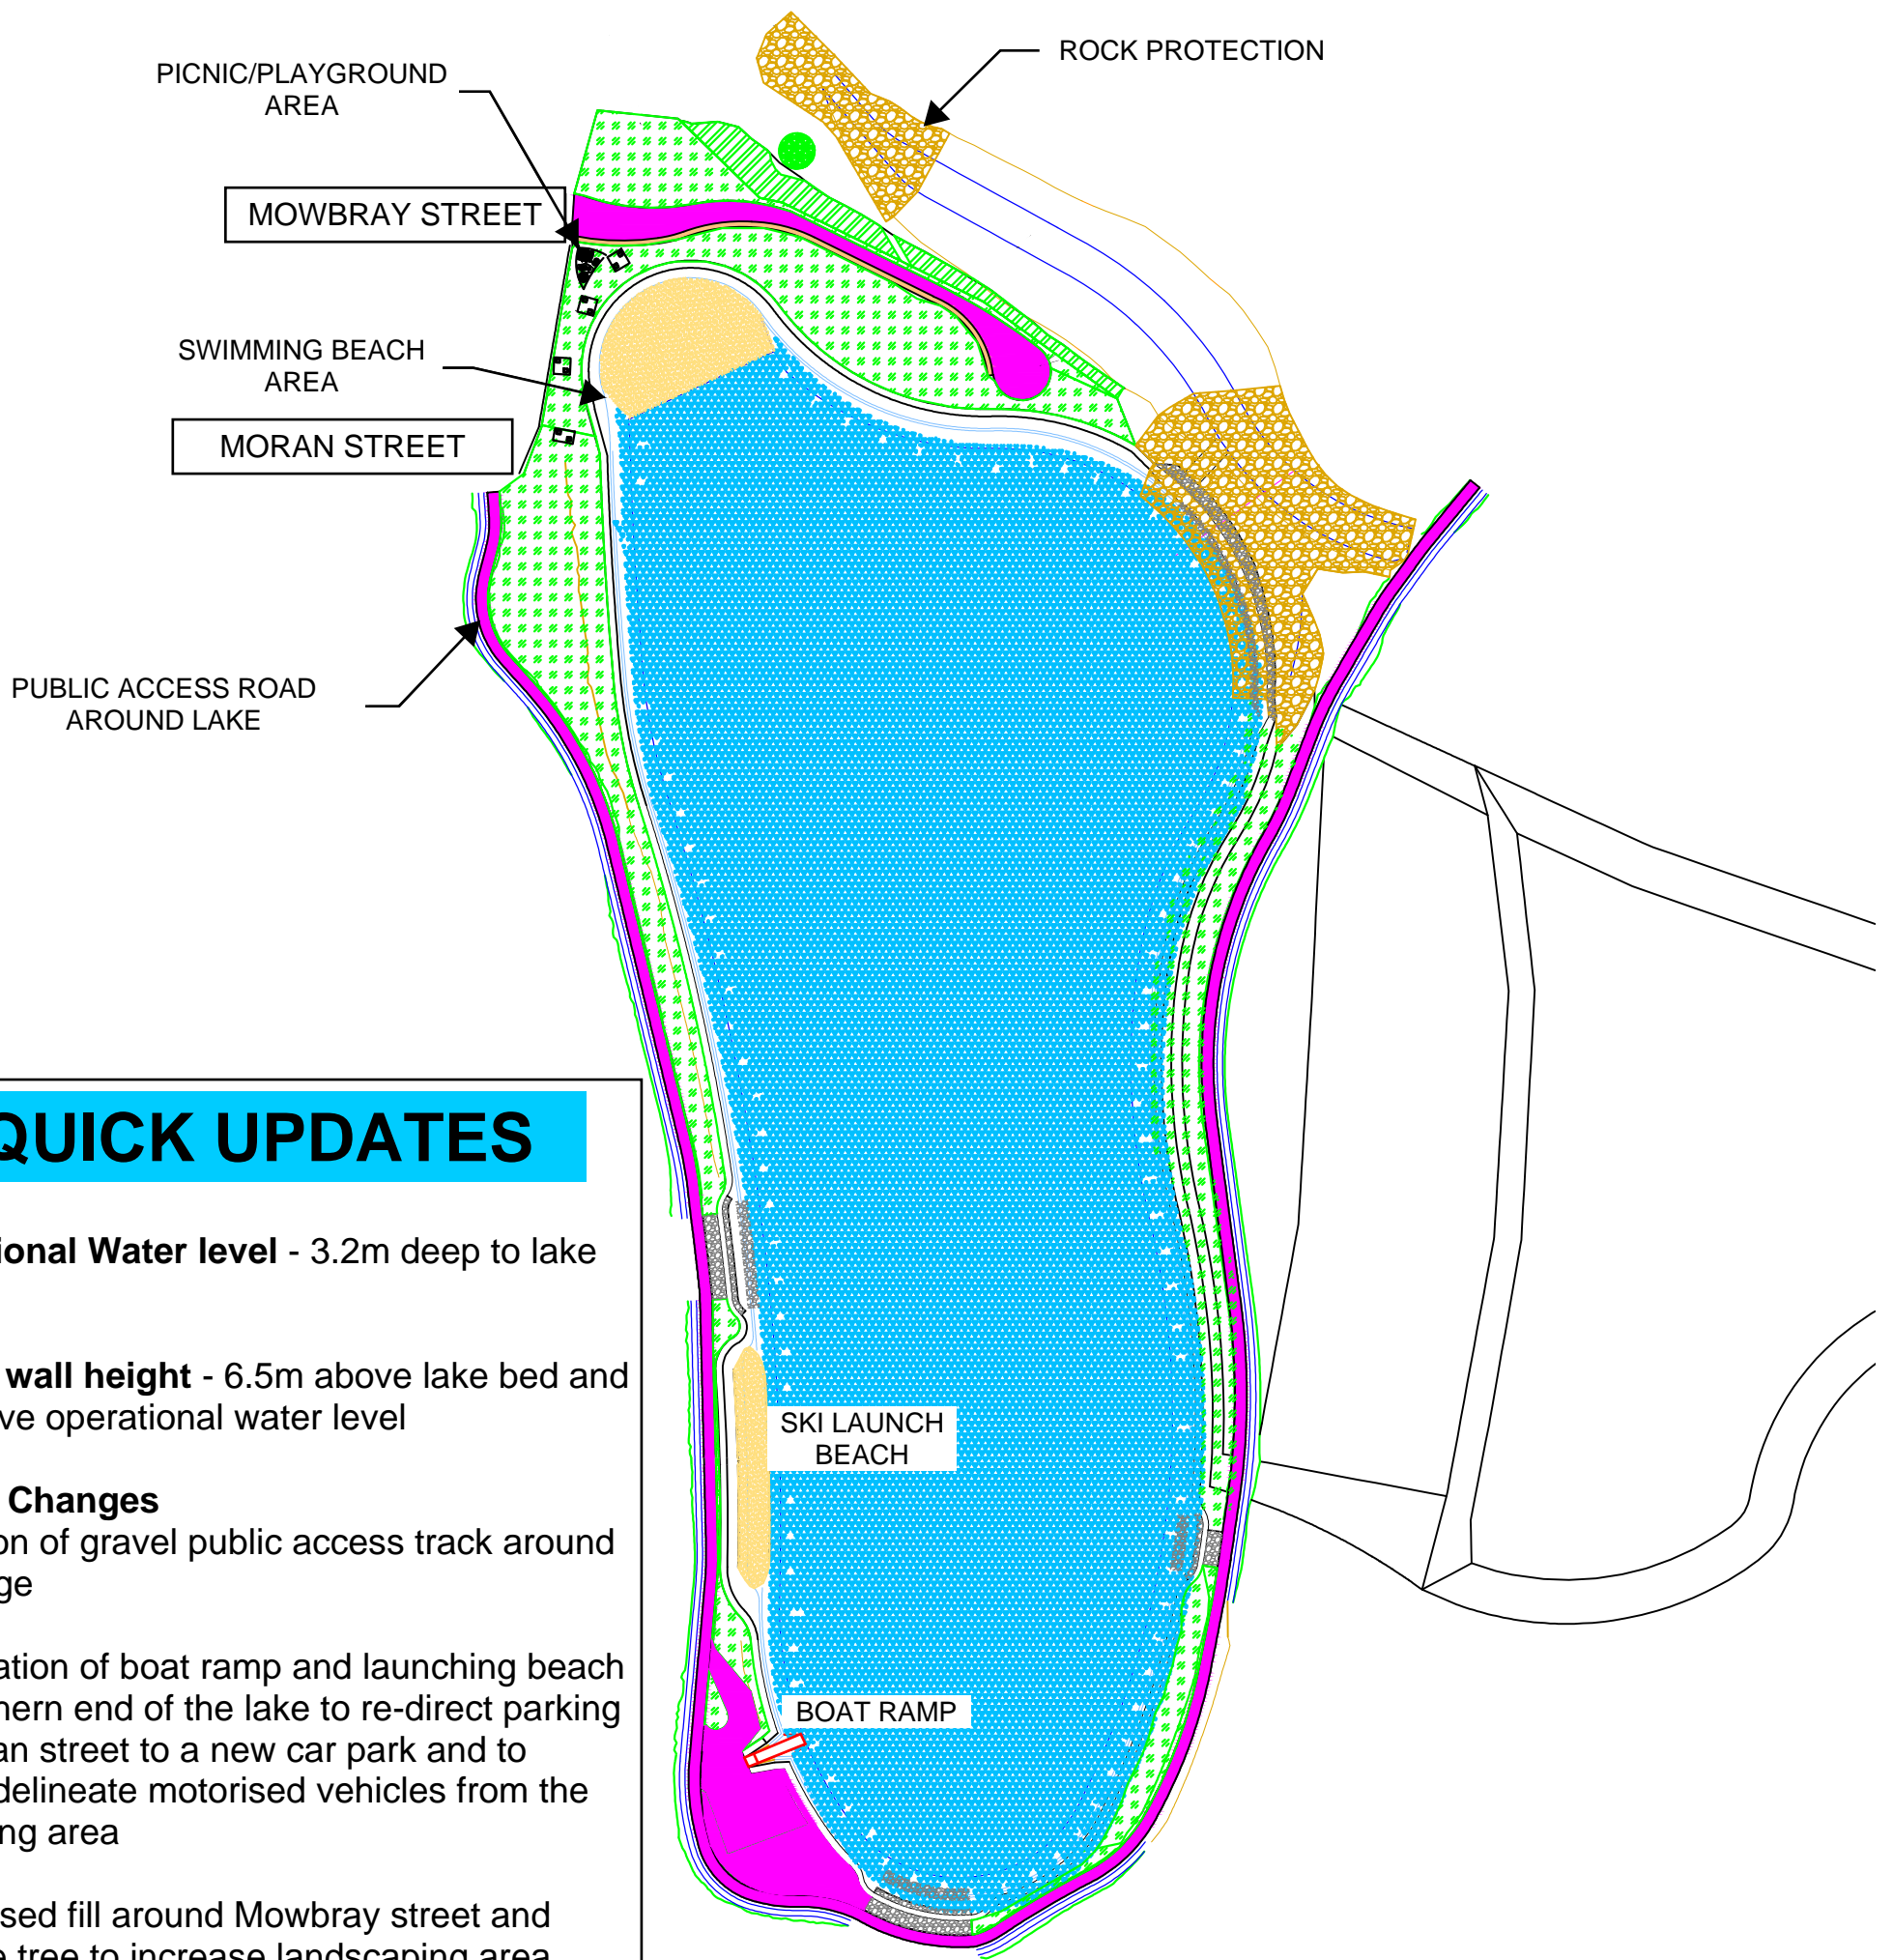 ROCK PROTECTION
PICNIC/PLAYGROUND
AREA
MOWBRAY STREET
SWIMMING BEACH
AREA
MORAN STREET
PUBLIC ACCESS ROAD
AROUND LAKE
QUICK UPDATES
ional Water level - 3.2m deep to lake
wall height - 6.5m above lake bed and
ve operational water level
SKI LAUNCH
BEACH
Changes
on of gravel public access track around
ge
ation of boat ramp and launching beach
hern end of the lake to re-direct parking
an street to a new car park and to
delineate motorised vehicles from the
ng area
BOAT RAMP
sed fill around Mowbray street and
e tree to increase landscaping area